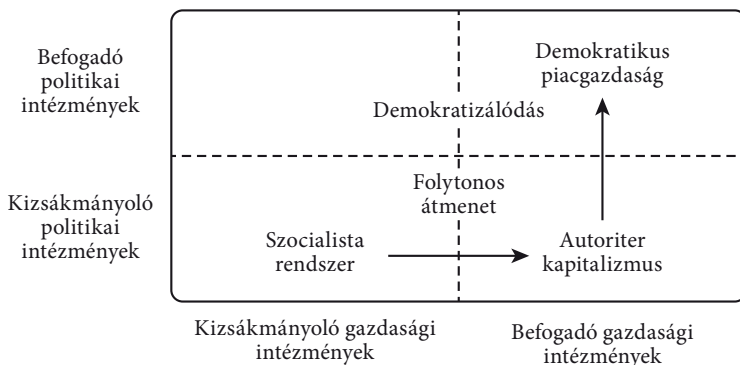 Befogadó
politikai
intézmények
Demokratikus
piacgazdaság
Demokratizálódás
Kizsákmányoló
politikai
intézmények
Folytonos
átmenet
Szocialista
rendszer
Autoriter
kapitalizmus
Kizsákmányoló gazdasági
intézmények
Befogadó gazdasági
intézmények